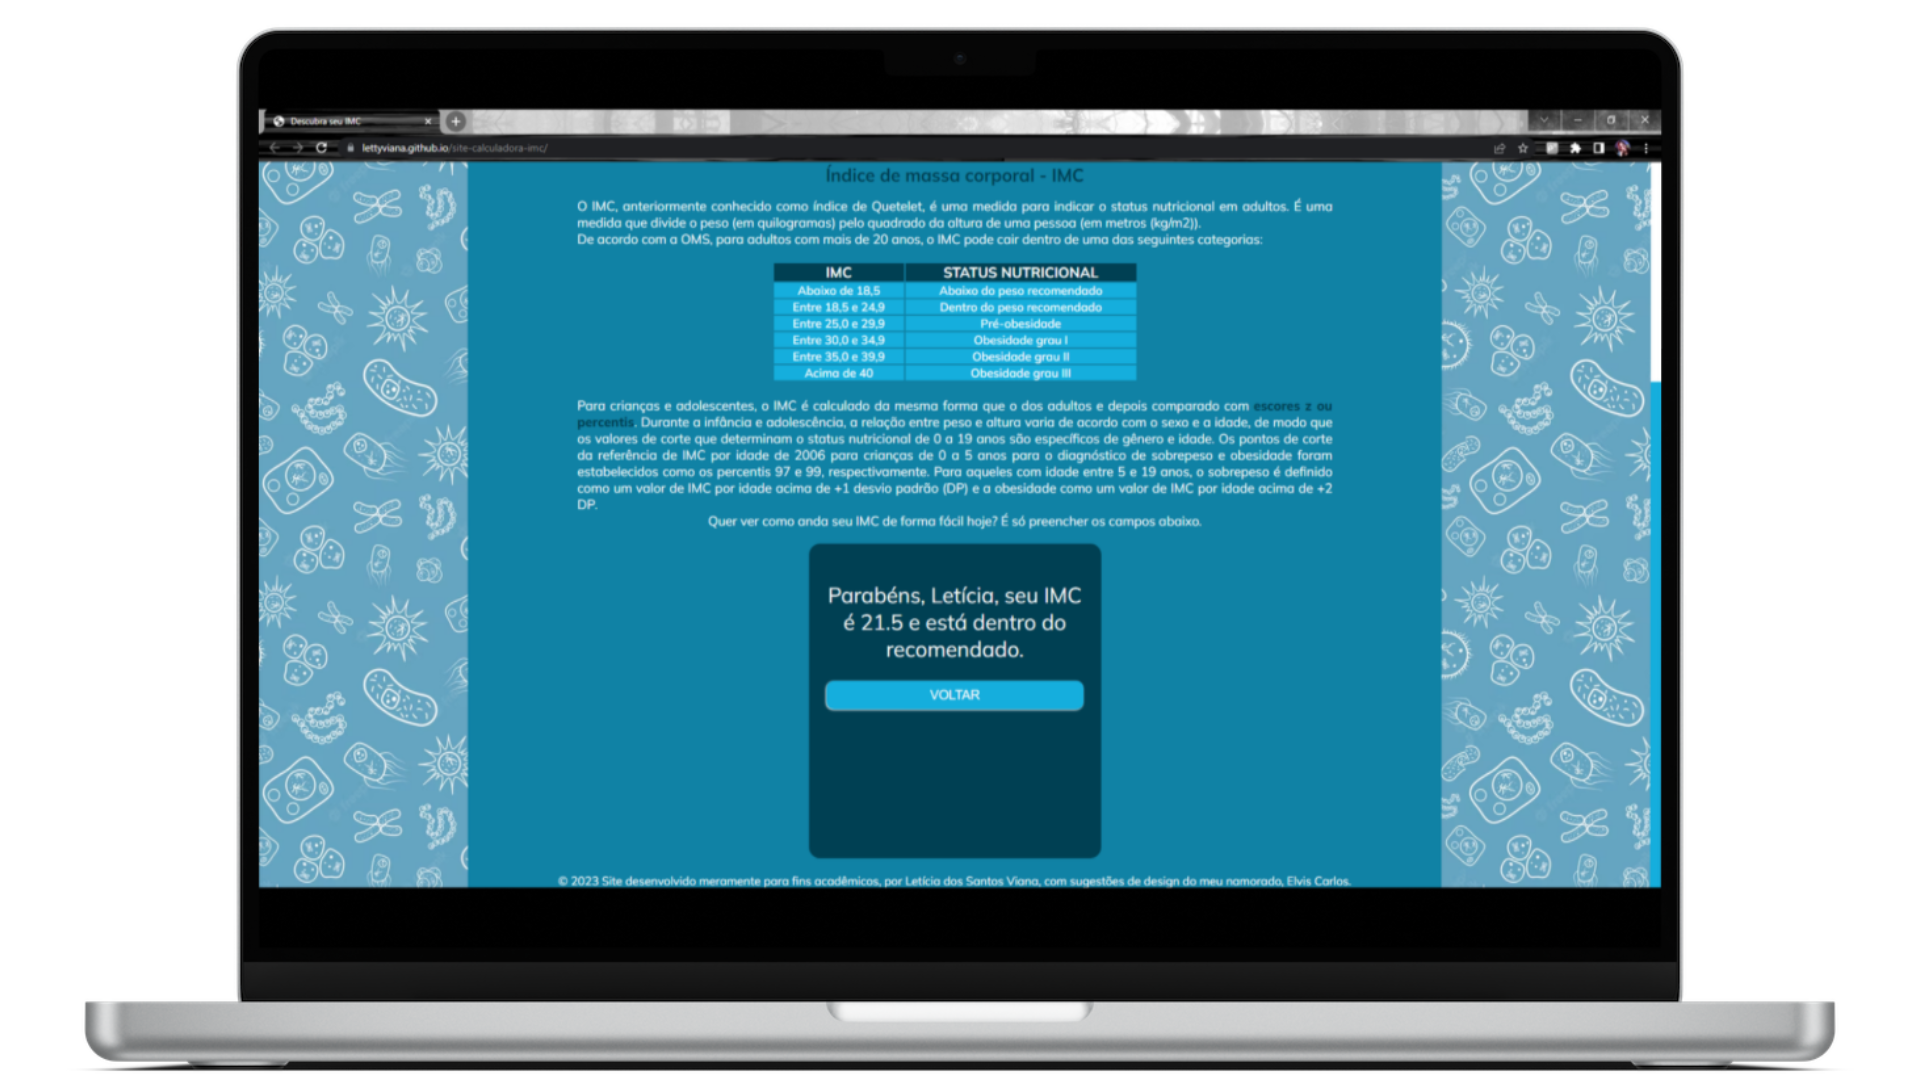 Descubra seu IMC
lettyviana.github.io/site-calculadora-imc/
Índice de massa corporal - IMC
O IMC, anteriormente conhecido como índice de Quetelet, é uma medida para indicar o status nutricional em adultos. É uma
medida que divide o peso (em quilogramas) pelo quadrado da altura de uma pessoa (em metros (kg/m2)).
De acordo com a OMS, para adultos com mais de 20 anos, o IMC pode cair dentro de uma das seguintes categorias:
IMC STATUS NUTRICIONAL
Abaixo de 18,5 Abaixo do peso recomendado
Entre 18,5 e 24,9 Dentro do peso recomendado
Entre 25,0 e 29,9 Pré-obesidade
Entre 30,0 e 34,9 Obesidade grau I
Entre 35,0 e 39,9 Obesidade grau II
Acima de 40 Obesidade grau III
Para crianças e adolescentes, o IMC é calculado da mesma forma que o dos adultos e depois comparado com escores z ou
percentis. Durante a infância e adolescência, a relação entre peso e altura varia de acordo com o sexo e a idade, de modo que
os valores de corte que determinam o status nutricional de 0 a 19 anos são específicos de gênero e idade. Os pontos de corte
da referência de IMC por idade de 2006 para crianças de 0 a 5 anos para o diagnóstico de sobrepeso e obesidade foram
estabelecidos como os percentis 97 e 99, respectivamente. Para aqueles com idade entre 5 e 19 anos, o sobrepeso é definido
como um valor de IMC por idade acima de +1 desvio padrão (DP) e a obesidade como um valor de IMC por idade acima de +2
DP.
Quer ver como anda seu IMC de forma fácil hoje? É só preencher os campos abaixo.
Parabéns, Letícia, seu IMC
é 21.5 e está dentro do
recomendado.
VOLTAR
© 2023 Site desenvolvido meramente para fins acadêmicos, por Letícia dos Santos Viana, com sugestões de design do meu namorado, Elvis Carlos.